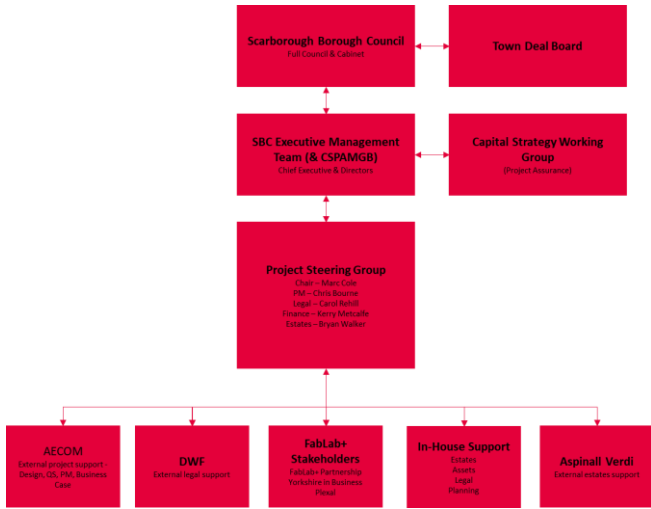 Scarborough Borough Council
Full Council & Cabinet
Town Deal Board
SBC Executive Management
Team (& CSPAMGB)
Chief Executive & Directors
Capital Strategy Working
Group
(Project Assurance)
Project Steering Group
Chair – Marc Cole
PM – Chris Bourne
Legal – Carol Rehill
Finance – Kerry Metcalfe
Estates – Bryan Walker
AECOM
External project support -
Design, QS, PM, Business
Case
DWF
External legal support
FabLab+
Stakeholders
FabLab+ Partnership
Yorkshire in Business
Plexal
In-House Support
Estates
Assets
Legal
Planning
Aspinall Verdi
External estates support